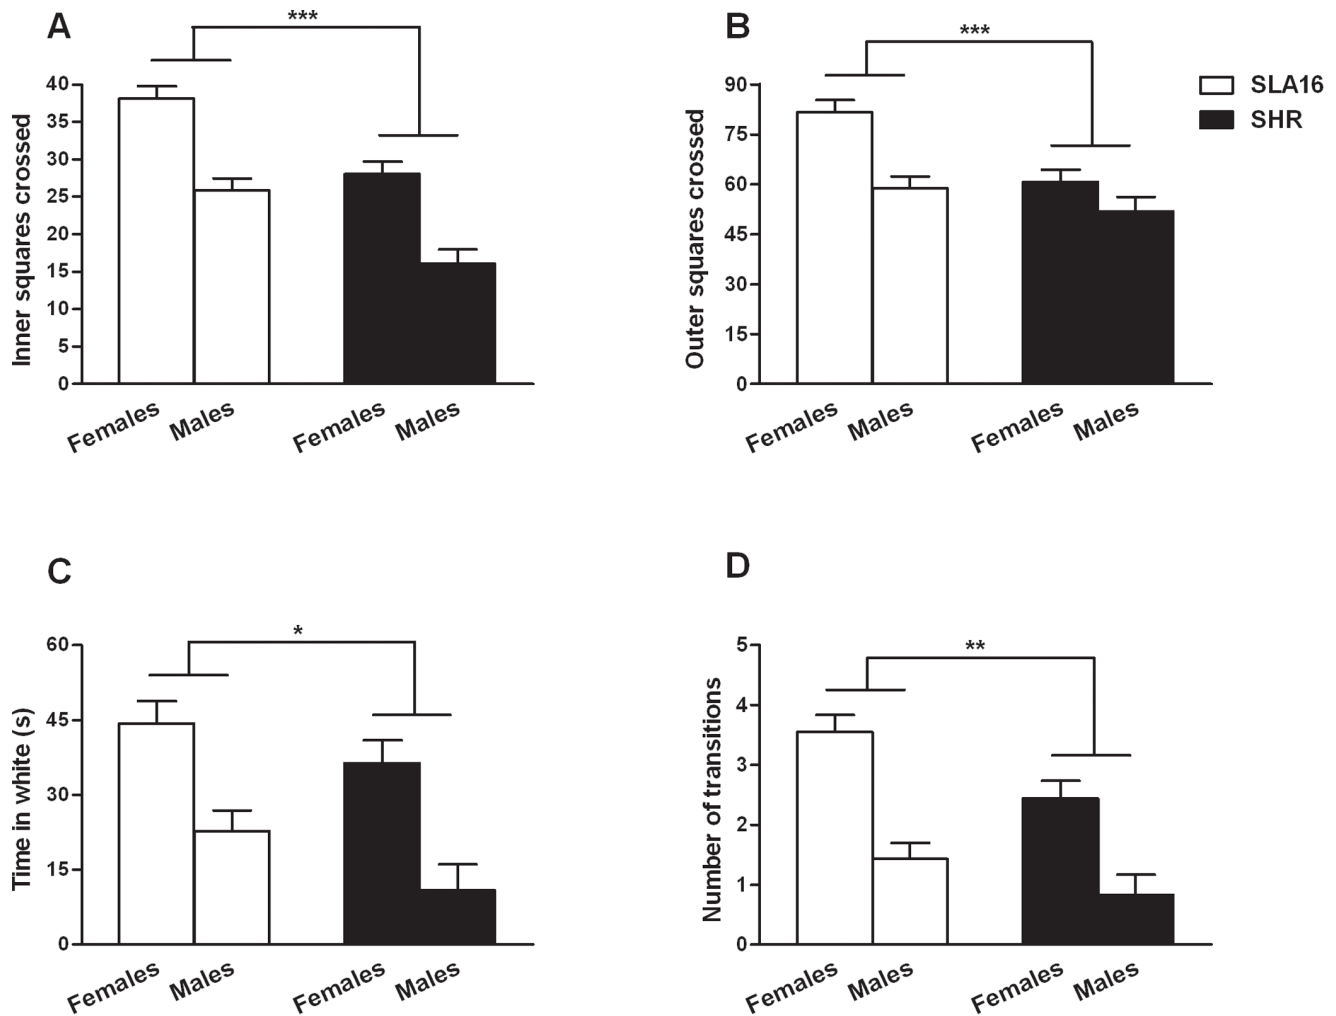 A
***
Inner squares crossed
40
35
30
25
20
15
10
5
0
Females Males Females Males
B
***
Outer squares crossed
90
75
60
45
30
15
0
Females Males Females Males
SLA16
SHR
C
*
Time in white (s)
60
45
30
15
0
Females Males Females Males
D
**
Number of transitions
5
4
3
2
1
0
Females Males Females Males